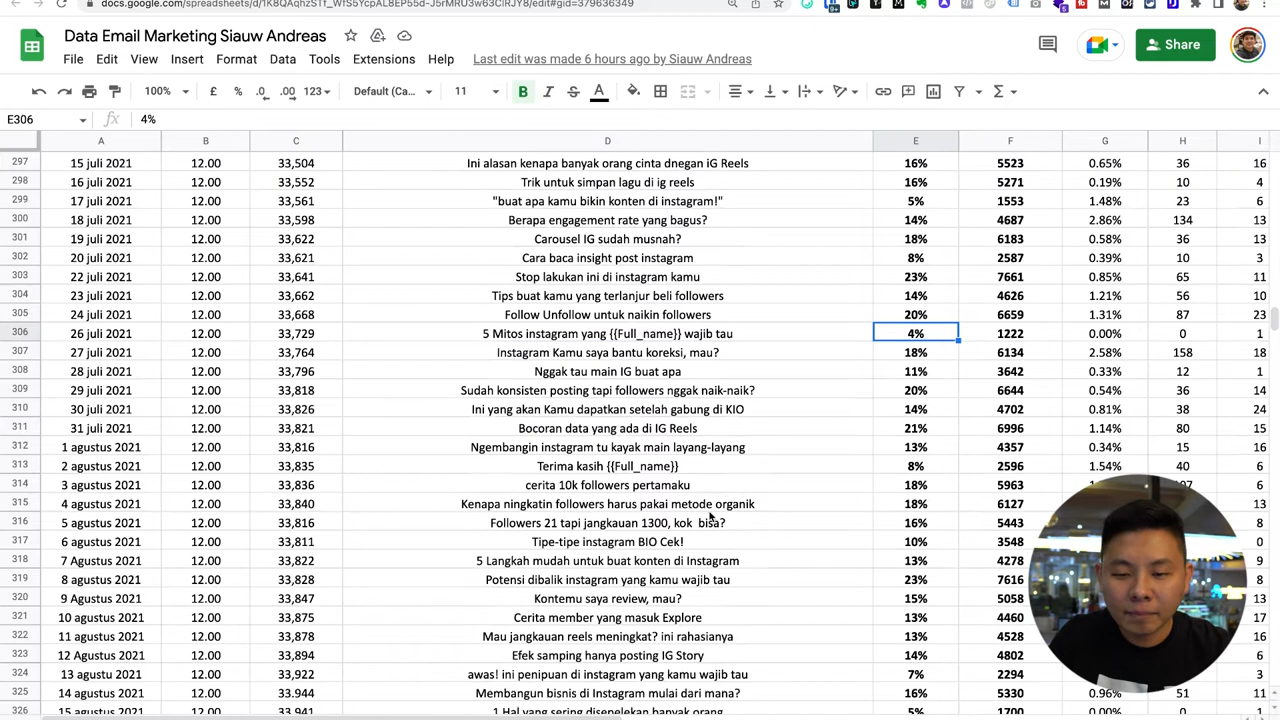 docs.google.com/spreadsheets/d/1K8QAqhzSTf_WfS5YcpAL8EP55d-J5rMRU3w63ClRJY8/edit#gid=379636349
Data Email Marketing Siauw Andreas
Share
File Edit View Insert Format Data Tools Extensions Help Last edit was made 6 hours ago by Siauw Andreas
100% £ % .0 .00 123 Default (Ca... 11 B I S A
E306 fx 4%
A B C D E F G H I
297 15 juli 2021 12.00 33,504 Ini alasan kenapa banyak orang cinta dnegan iG Reels 16% 5523 0.65% 36 16
298 16 juli 2021 12.00 33,552 Trik untuk simpan lagu di ig reels 16% 5271 0.19% 10 4
299 17 juli 2021 12.00 33,561 "buat apa kamu bikin konten di instagram!" 5% 1553 1.48% 23 6
300 18 juli 2021 12.00 33,598 Berapa engagement rate yang bagus? 14% 4687 2.86% 134 13
301 19 juli 2021 12.00 33,622 Carousel IG sudah musnah? 18% 6183 0.58% 36 13
302 20 juli 2021 12.00 33,621 Cara baca insight post instagram 8% 2587 0.39% 10 3
303 22 juli 2021 12.00 33,641 Stop lakukan ini di instagram kamu 23% 7661 0.85% 65 11
304 23 juli 2021 12.00 33,662 Tips buat kamu yang terlanjur beli followers 14% 4626 1.21% 56 10
305 24 juli 2021 12.00 33,668 Follow Unfollow untuk naikin followers 20% 6659 1.31% 87 23
306 26 juli 2021 12.00 33,729 5 Mitos instagram yang {{Full_name}} wajib tau 4% 1222 0.00% 0 1
307 27 juli 2021 12.00 33,764 Instagram Kamu saya bantu koreksi, mau? 18% 6134 2.58% 158 18
308 28 juli 2021 12.00 33,796 Nggak tau main IG buat apa 11% 3642 0.33% 12 1
309 29 juli 2021 12.00 33,818 Sudah konsisten posting tapi followers nggak naik-naik? 20% 6644 0.54% 36 14
310 30 juli 2021 12.00 33,826 Ini yang akan Kamu dapatkan setelah gabung di KIO 14% 4702 0.81% 38 24
311 31 juli 2021 12.00 33,821 Bocoran data yang ada di IG Reels 21% 6996 1.14% 80 15
312 1 agustus 2021 12.00 33,816 Ngembangin instagram tu kayak main layang-layang 13% 4357 0.34% 15 16
313 2 agustus 2021 12.00 33,835 Terima kasih {{Full_name}} 8% 2596 1.54% 40 6
314 3 agustus 2021 12.00 33,836 cerita 10k followers pertamaku 18% 5963 6
315 4 agustus 2021 12.00 33,840 Kenapa ningkatin followers harus pakai metode organik 18% 6127 13
316 5 agustus 2021 12.00 33,816 Followers 21 tapi jangkauan 1300, kok bisa? 16% 5443 8
317 6 agustus 2021 12.00 33,811 Tipe-tipe instagram BIO Cek! 10% 3548 0
318 7 Agustus 2021 12.00 33,822 5 Langkah mudah untuk buat konten di Instagram 13% 4278 9
319 8 agustus 2021 12.00 33,828 Potensi dibalik instagram yang kamu wajib tau 23% 7616 6
320 9 Agustus 2021 12.00 33,847 Kontemu saya review, mau? 15% 5058 13
321 10 agustus 2021 12.00 33,875 Cerita member yang masuk Explore 13% 4460 17
322 11 agustus 2021 12.00 33,878 Mau jangkauan reels meningkat? ini rahasianya 13% 4528 16
323 12 Agustus 2021 12.00 33,894 Efek samping hanya posting IG Story 14% 4802 6
324 13 agustu 2021 12.00 33,922 awas! ini penipuan di instagram yang kamu wajib tau 7% 2294 3
325 14 agustus 2021 12.00 33.944 Membangun bisnis di Instagram mulai dari mana? 16% 5330 0.96% 51 11
326 15 agustus 2021 12.00 33.941 1 Hal yang sering disepelekan banyak orang 5% 1700 0.00% 0 1